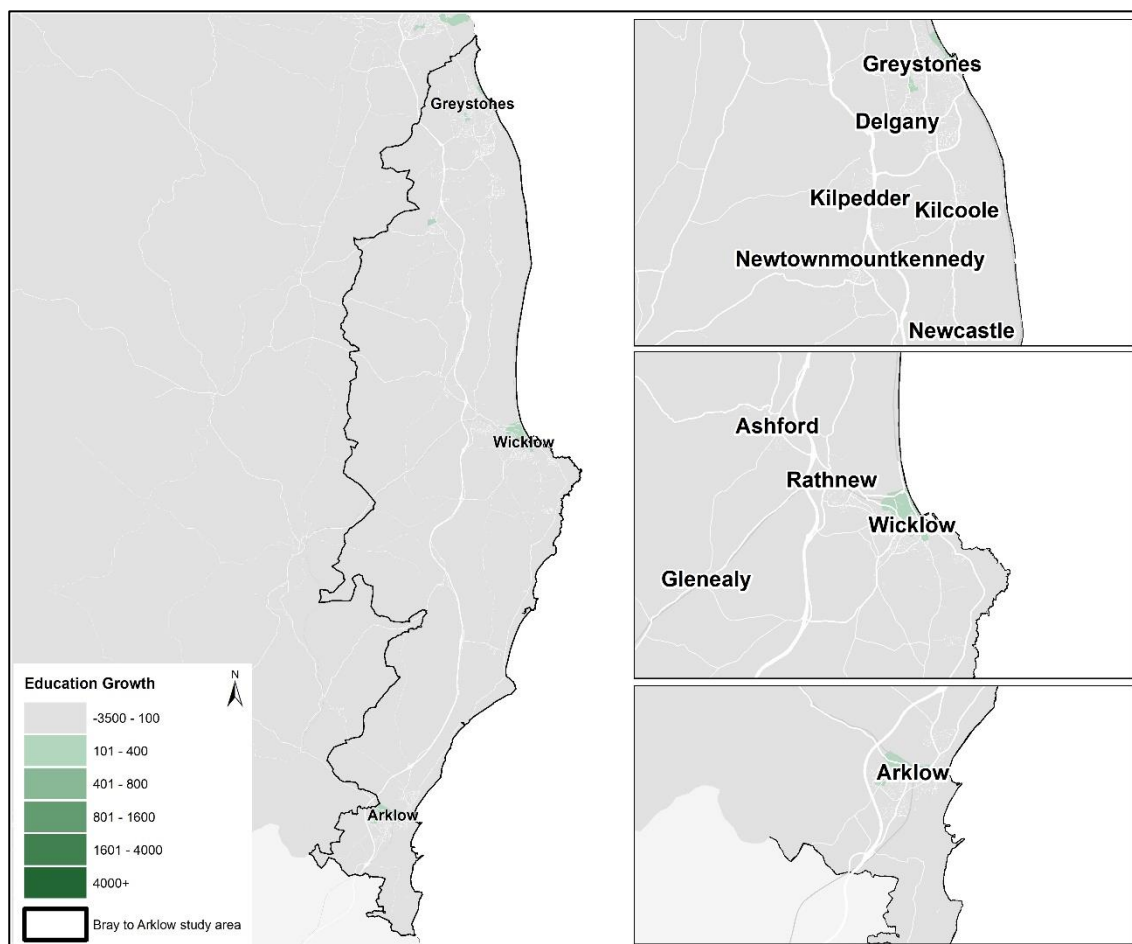 Greystones
Wicklow
Arklow
Education Growth
N
-3500 - 100
101 - 400
401 - 800
801 - 1600
1601 - 4000
4000+
Bray to Arklow study area
Greystones
Delgany
Kilpedder
Kilcoole
Newtownmountkennedy
Newcastle
Ashford
Rathnew
Wicklow
Glenealy
Arklow